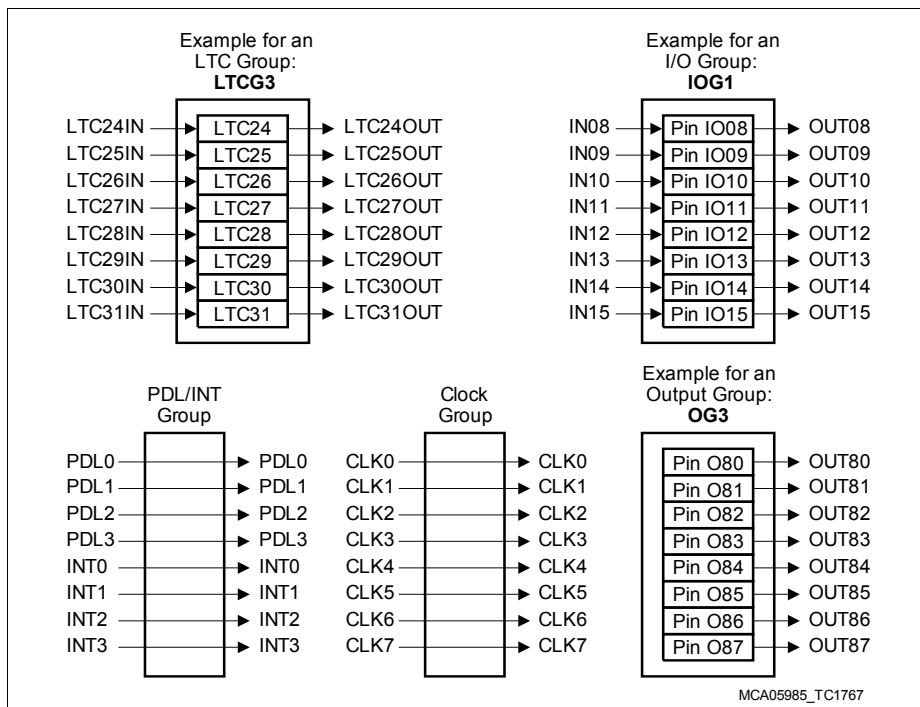 Example for an
LTC Group:
LTCG3
LTC24IN LTC24 LTC24OUT
LTC25IN LTC25 LTC25OUT
LTC26IN LTC26 LTC26OUT
LTC27IN LTC27 LTC27OUT
LTC28IN LTC28 LTC28OUT
LTC29IN LTC29 LTC29OUT
LTC30IN LTC30 LTC30OUT
LTC31IN LTC31 LTC31OUT
Example for an
I/O Group:
IOG1
IN08 Pin IO08 OUT08
IN09 Pin IO09 OUT09
IN10 Pin IO10 OUT10
IN11 Pin IO11 OUT11
IN12 Pin IO12 OUT12
IN13 Pin IO13 OUT13
IN14 Pin IO14 OUT14
IN15 Pin IO15 OUT15
PDL/INT
Group
PDL0 PDL0
PDL1 PDL1
PDL2 PDL2
PDL3 PDL3
INT0 INT0
INT1 INT1
INT2 INT2
INT3 INT3
Clock
Group
CLK0 CLK0
CLK1 CLK1
CLK2 CLK2
CLK3 CLK3
CLK4 CLK4
CLK5 CLK5
CLK6 CLK6
CLK7 CLK7
Example for an
Output Group:
OG3
Pin O80 OUT80
Pin O81 OUT81
Pin O82 OUT82
Pin O83 OUT83
Pin O84 OUT84
Pin O85 OUT85
Pin O86 OUT86
Pin O87 OUT87
MCA05985_TC1767